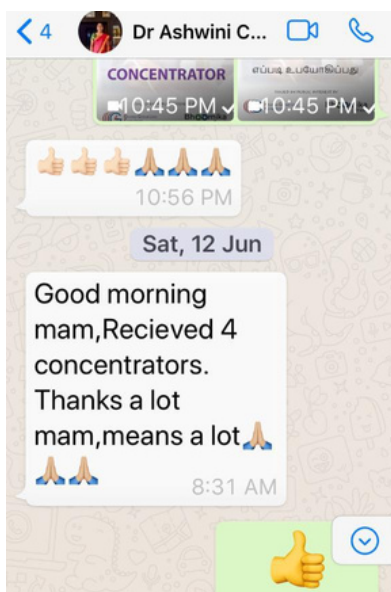 4 Dr Ashwini C...
CONCENTRATOR எப்படி உபயோகிப்பது
10:45 PM 10:45 PM
BhOOmika
10:56 PM
Sat, 12 Jun
Good morning
mam,Recieved 4
concentrators.
Thanks a lot
mam,means a lot🙏🏼
🙏🏼🙏🏼
8:31 AM